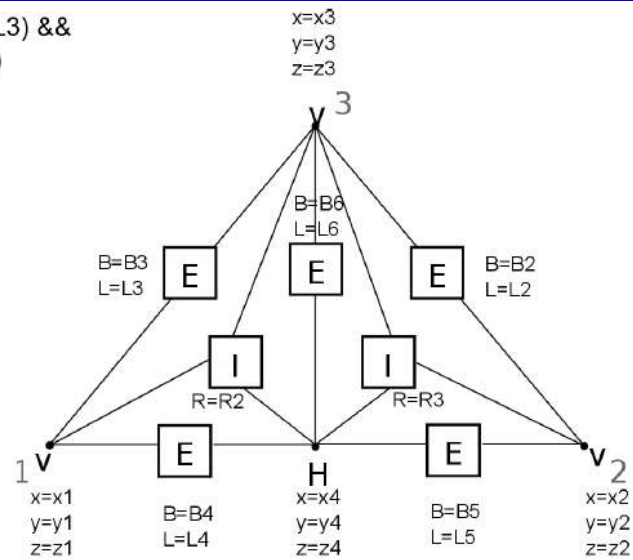 L3) &&
)
x=x3
y=y3
z=z3
v 3
B=B6
L=L6
B=B3
L=L3
E
E
E
B=B2
L=L2
I
I
R=R2
R=R3
E
E
1 v
H
v 2
x=x1
y=y1
z=z1
B=B4
L=L4
x=x4
y=y4
z=z4
B=B5
L=L5
x=x2
y=y2
z=z2